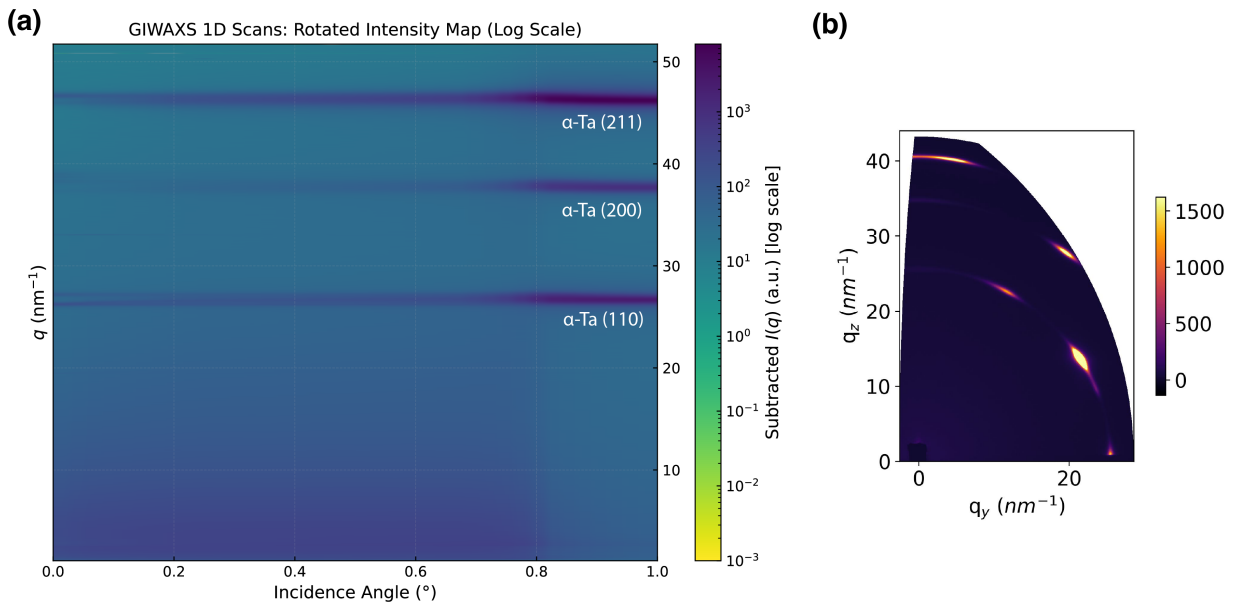 (a)
GIWAXS 1D Scans: Rotated Intensity Map (Log Scale)
q (nm⁻¹)
50
40
30
20
10
α-Ta (211)
α-Ta (200)
α-Ta (110)
0.0 0.2 0.4 0.6 0.8 1.0
Incidence Angle (°)
10³
10²
10¹
10⁰
10⁻¹
10⁻²
10⁻³
Subtracted I(q) (a.u.) [log scale]
(b)
q_z (nm⁻¹)
40
30
20
10
0
0 20
q_y (nm⁻¹)
1500
1000
500
0